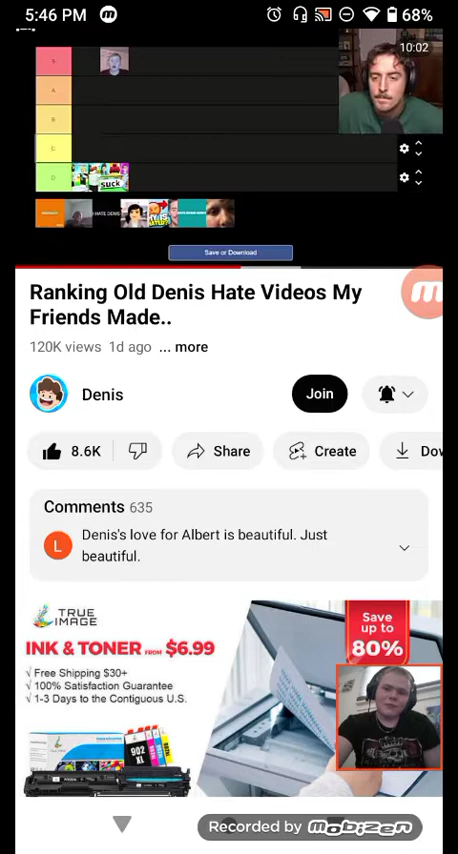 5:46 PM
68%
10:02
S
A
B
D
SUCK
HATE DENIS
Save or Download
Ranking Old Denis Hate Videos My
Friends Made..
120K views 1d ago ... more
Denis
Join
8.6K
Share
Create
Dow
Comments 635
L
Denis's love for Albert is beautiful. Just
beautiful.
TRUE
IMAGE
INK & TONER FROM $6.99
√ Free Shipping $30+
√ 100% Satisfaction Guarantee
√ 1-3 Days to the Contiguous U.S.
902
XL
Save
up to
80%
Recorded by mobizen